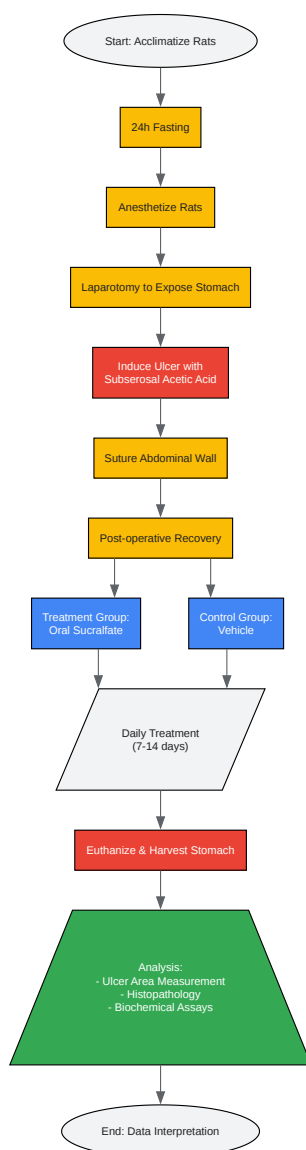 Start: Acclimatize Rats
24h Fasting
Anesthetize Rats
Laparotomy to Expose Stomach
Induce Ulcer with
Subserosal Acetic Acid
Suture Abdominal Wall
Post-operative Recovery
Treatment Group:
Oral Sucralfate
Control Group:
Vehicle
Daily Treatment
(7-14 days)
Euthanize & Harvest Stomach
Analysis:
- Ulcer Area Measurement
- Histopathology
- Biochemical Assays
End: Data Interpretation